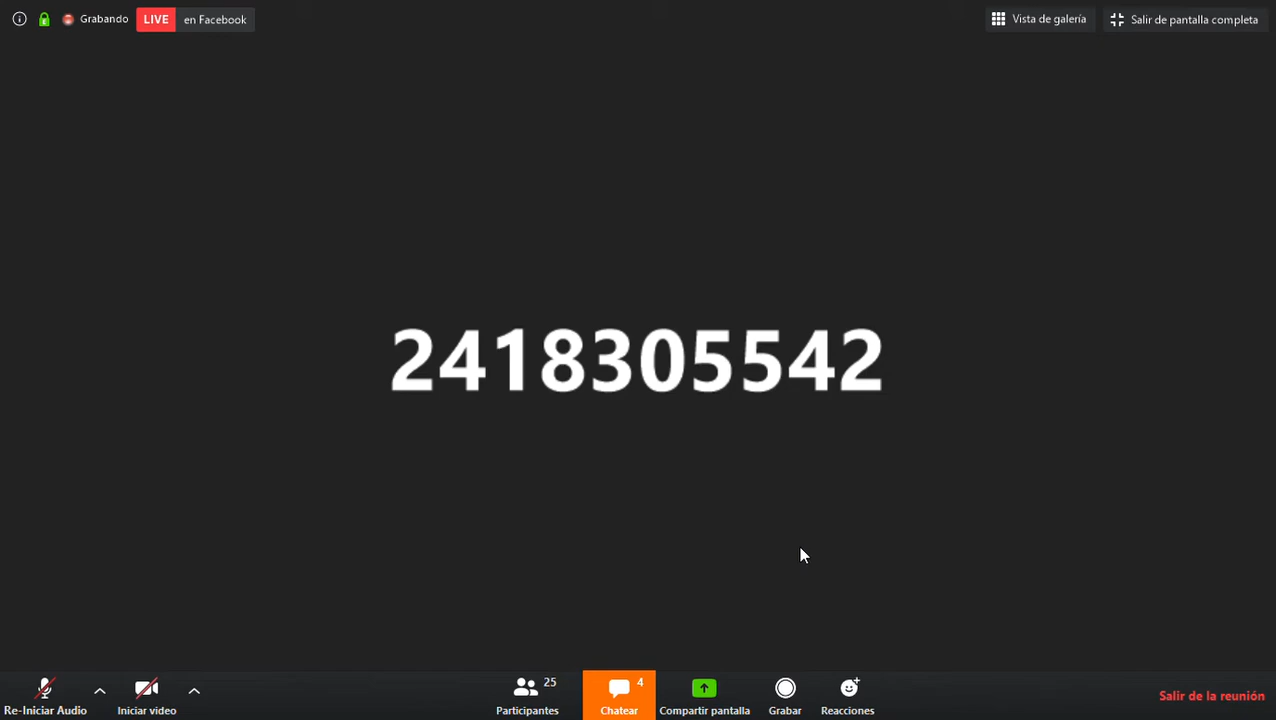 Grabando LIVE en Facebook Vista de galería Salir de pantalla completa
2418305542
25 4
Re-Iniciar Audio Iniciar video Participantes Chatear Compartir pantalla Grabar Reacciones Salir de la reunión